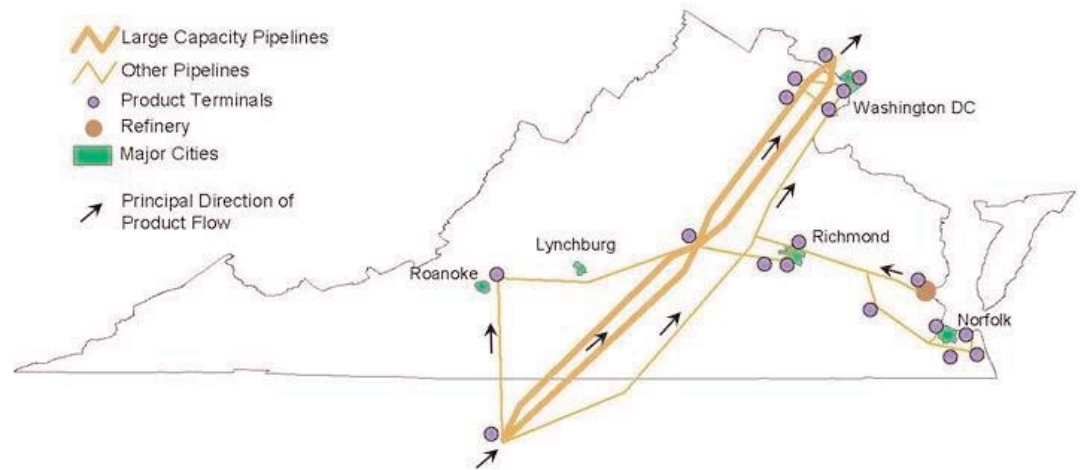 Large Capacity Pipelines
Other Pipelines
Product Terminals
Refinery
Major Cities
Principal Direction of
Product Flow
Washington DC
Lynchburg
Richmond
Roanoke
Norfolk